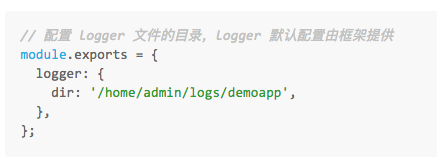 // 配置 Logger 文件的目录, Logger 默认配置由框架提供
module.exports = {
  logger: {
    dir: '/home/admin/logs/demoapp',
  },
};